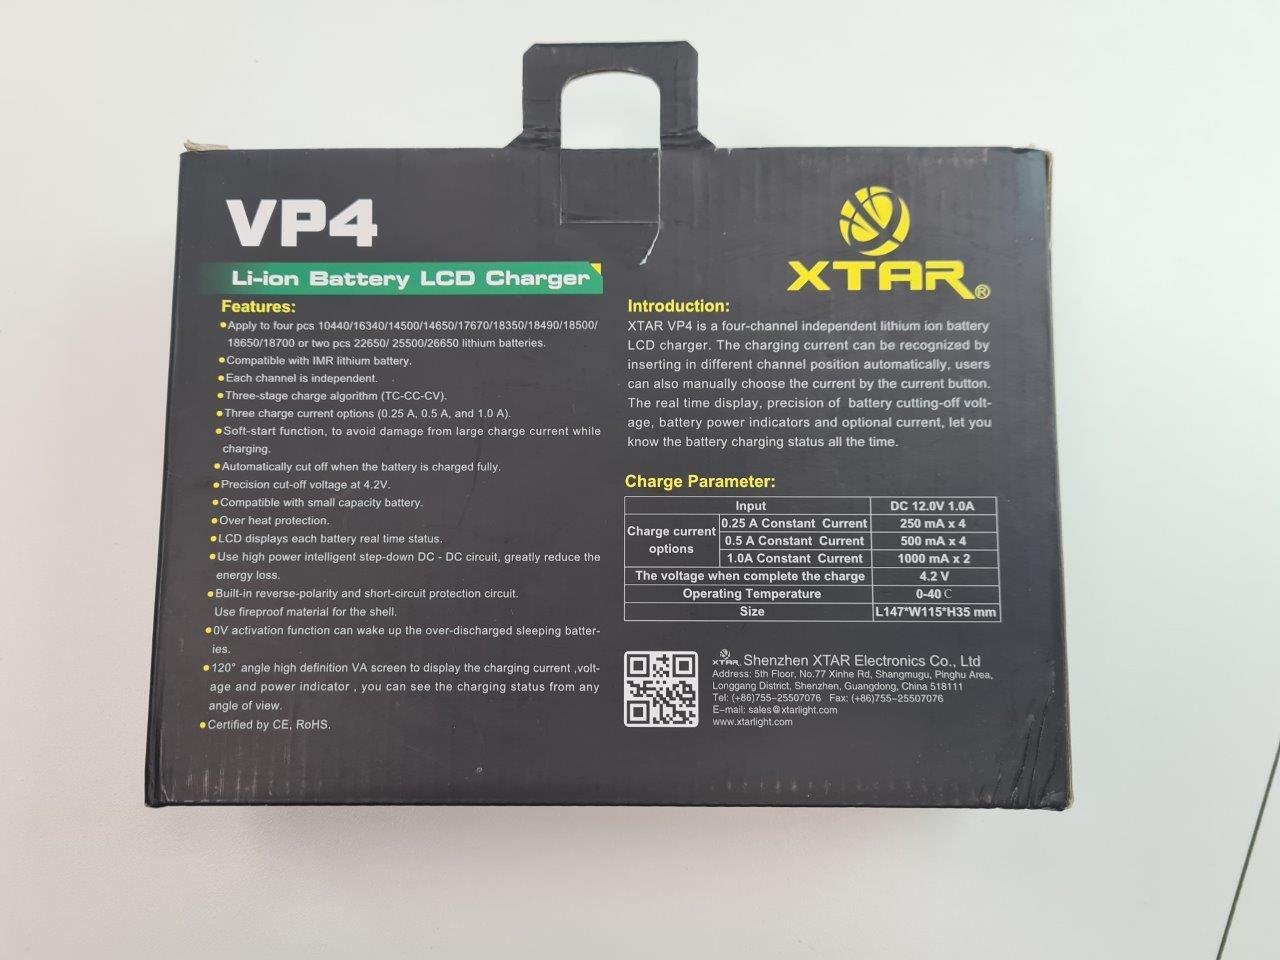 VP4
Li-ion Battery LCD Charger
Features:
Apply to four pcs 10440/16340/14500/14650/17670/18350/18490/18500/
18650/18700 or two pcs 22650/ 25500/26650 lithium batteries.
Compatible with IMR lithium battery.
Each channel is independent.
Three-stage charge algorithm (TC-CC-CV).
Three charge current options (0.25 A, 0.5 A, and 1.0 A).
Soft-start function, to avoid damage from large charge current while
charging.
Automatically cut off when the battery is charged fully.
Precision cut-off voltage at 4.2V.
Compatible with small capacity battery.
Over heat protection.
LCD displays each battery real time status.
Use high power intelligent step-down DC - DC circuit, greatly reduce the
energy loss.
Built-in reverse-polarity and short-circuit protection circuit.
Use fireproof material for the shell.
0V activation function can wake up the over-discharged sleeping batter-
ies.
120° angle high definition VA screen to display the charging current ,volt-
age and power indicator , you can see the charging status from any
angle of view.
Certified by CE, RoHS.
XTAR®
Introduction:
XTAR VP4 is a four-channel independent lithium ion battery
LCD charger. The charging current can be recognized by
inserting in different channel position automatically, users
can also manually choose the current by the current button.
The real time display, precision of battery cutting-off volt-
age, battery power indicators and optional current, let you
know the battery charging status all the time.
Charge Parameter:
Input DC 12.0V 1.0A
Charge current options
0.25 A Constant Current 250 mA x 4
0.5 A Constant Current 500 mA x 4
1.0A Constant Current 1000 mA x 2
The voltage when complete the charge 4.2 V
Operating Temperature 0-40℃
Size L147*W115*H35 mm
XTAR Shenzhen XTAR Electronics Co., Ltd
Address: 5th Floor, No.77 Xinhe Rd, Shangmugu, Pinghu Area,
Longgang District, Shenzhen, Guangdong, China 518111
Tel: (+86)755-25507076 Fax: (+86)755-25507076
E-mail: sales@xtarlight.com
www.xtarlight.com